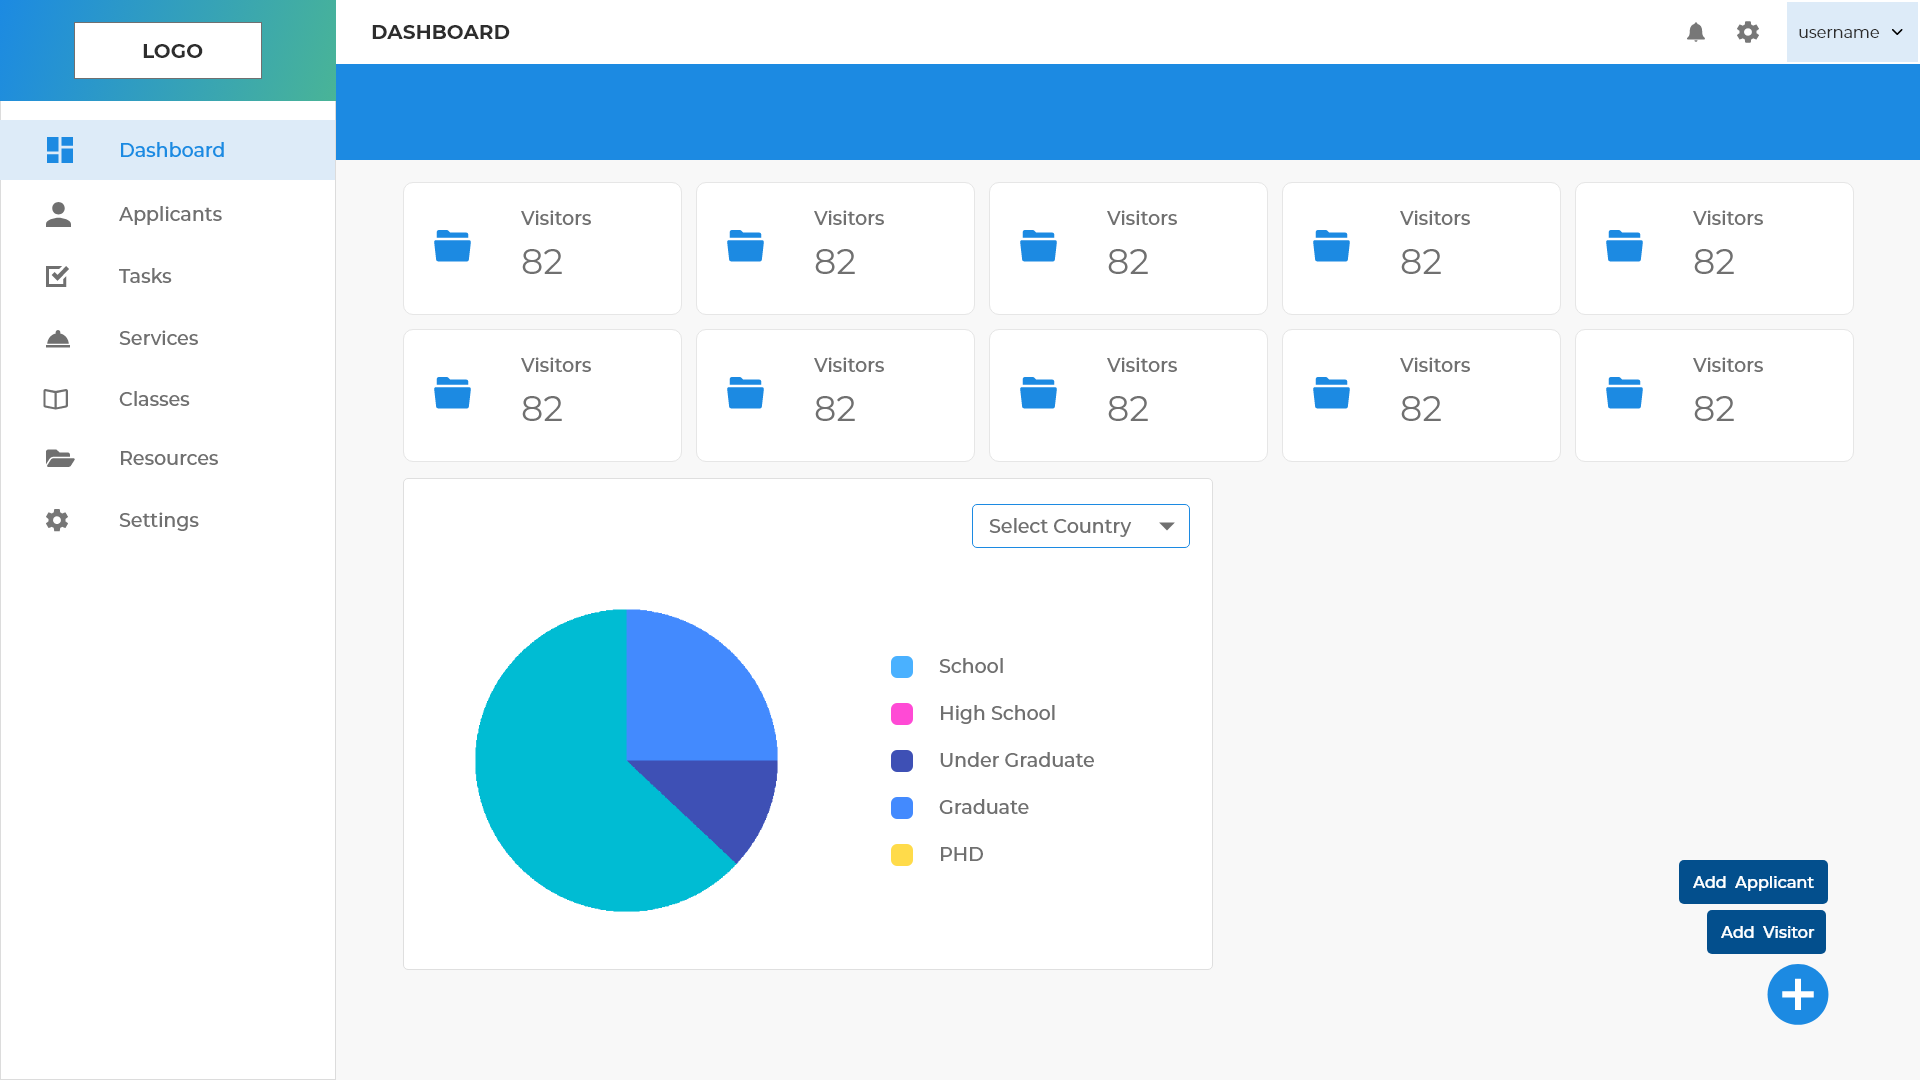 LOGO
DASHBOARD
username
Dashboard
Applicants
Tasks
Services
Classes
Resources
Settings
Visitors Visitors Visitors Visitors Visitors
82 82 82 82 82
Visitors Visitors Visitors Visitors Visitors
82 82 82 82 82
Select Country
School
High School
Under Graduate
Graduate
PHD
Add Applicant
Add Visitor